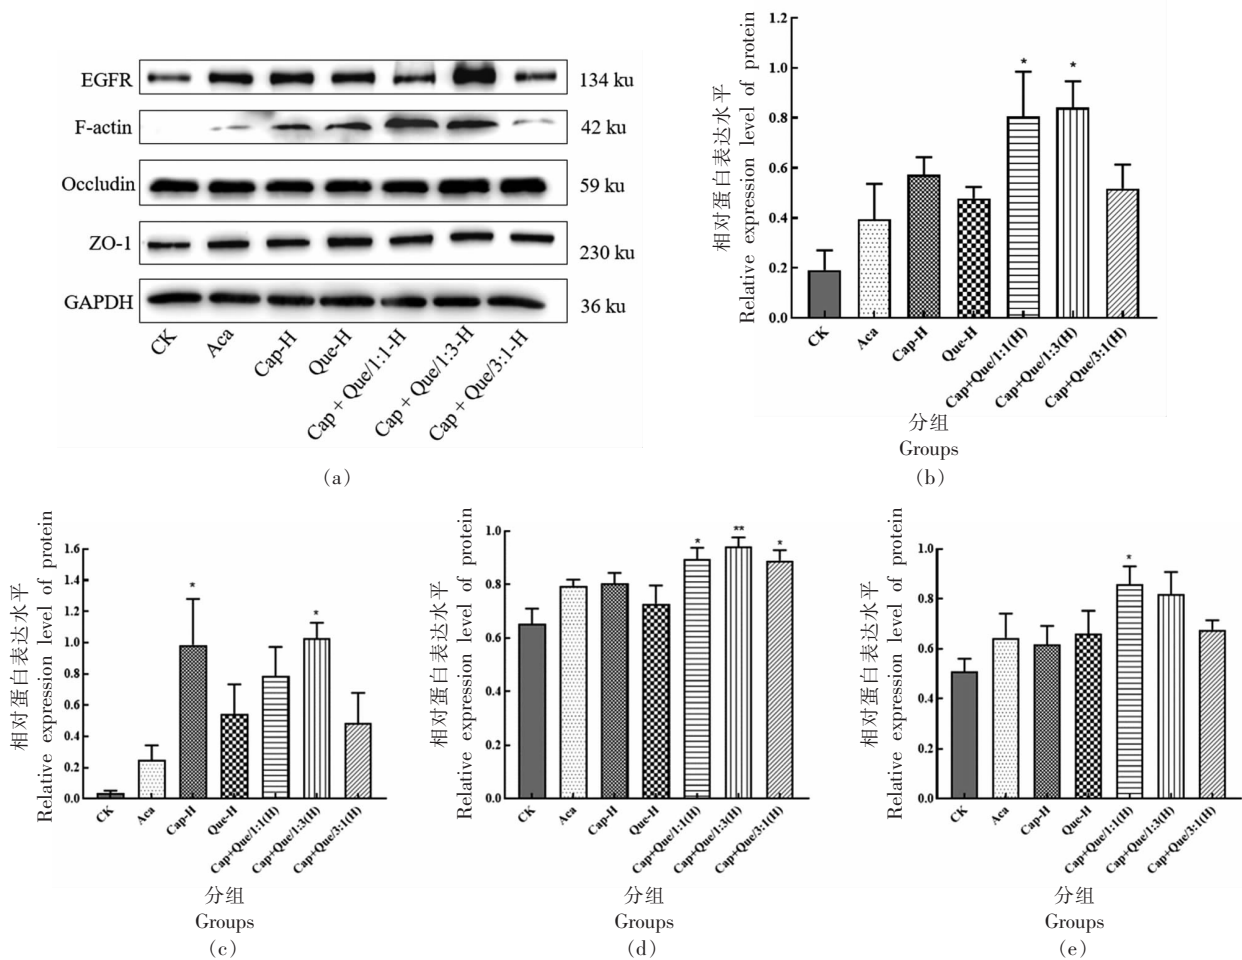 EGFR
134 ku
F-actin
42 ku
Occludin
59 ku
ZO-1
230 ku
GAPDH
36 ku
CK
Aca
Cap-H
Que-H
Cap + Que/1:1-H
Cap + Que/1:3-H
Cap + Que/3:1-H
(a)
相对蛋白表达水平
Relative expression level of protein
1.2
1.0
0.8
0.6
0.4
0.2
0.0
*
*
CK
Aca
Cap-H
Que-H
Cap+Que/1:1(H)
Cap+Que/1:3(H)
Cap+Que/3:1(H)
分组
Groups
(b)
相对蛋白表达水平
Relative expression level of protein
1.6
1.4
1.2
1.0
0.8
0.6
0.4
0.2
0.0
*
*
CK
Aca
Cap-H
Que-H
Cap+Que/1:1(H)
Cap+Que/1:3(H)
Cap+Que/3:1(H)
分组
Groups
(c)
相对蛋白表达水平
Relative expression level of protein
1.0
0.8
0.6
0.4
0.2
0.0
*
**
*
CK
Aca
Cap-H
Que-H
Cap+Que/1:1(H)
Cap+Que/1:3(H)
Cap+Que/3:1(H)
分组
Groups
(d)
相对蛋白表达水平
Relative expression level of protein
1.0
0.8
0.6
0.4
0.2
0.0
*
CK
Aca
Cap-H
Que-H
Cap+Que/1:1(H)
Cap+Que/1:3(H)
Cap+Que/3:1(H)
分组
Groups
(e)